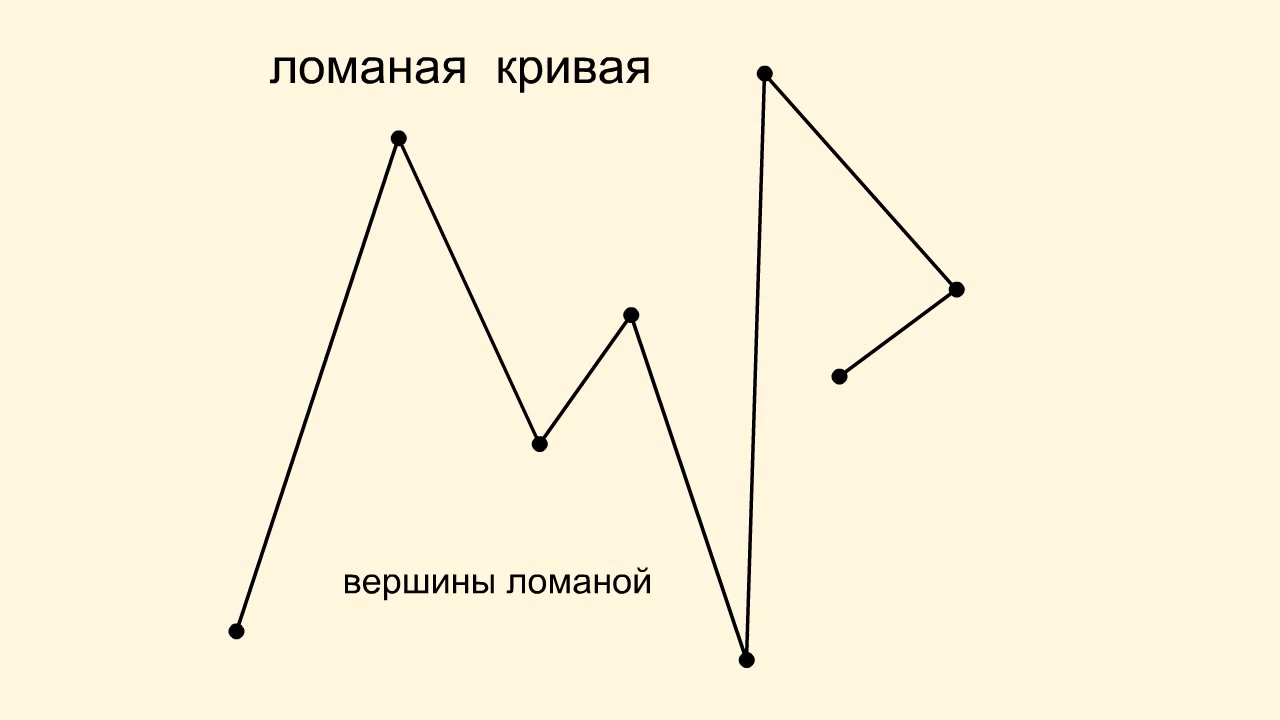 ломаная кривая
вершины ломаной